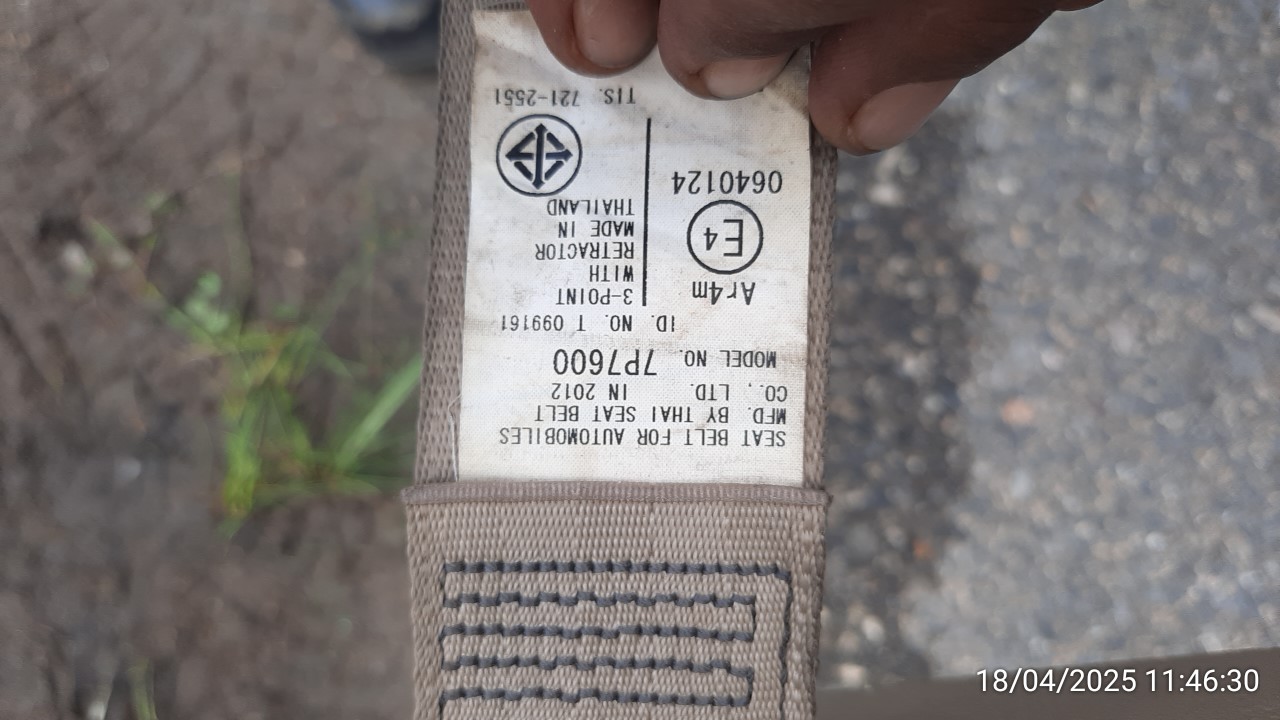 SEAT BELT FOR AUTOMOBILES
MFD. BY THAI SEAT BELT
CO., LTD. IN 2012
MODEL NO. 7P7600
ID. NO. T 099161
Ar4m
E4
0640124
3-POINT
WITH
RETRACTOR
MADE IN
THAILAND
TIS. 721-2551
18/04/2025 11:46:30